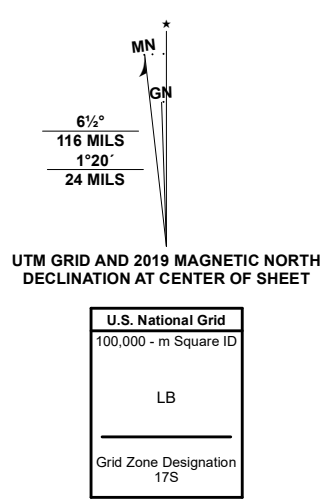 MN
GN
6½°
116 MILS
1°20´
24 MILS
UTM GRID AND 2019 MAGNETIC NORTH
DECLINATION AT CENTER OF SHEET
U.S. National Grid
100,000 - m Square ID
LB
Grid Zone Designation
17S